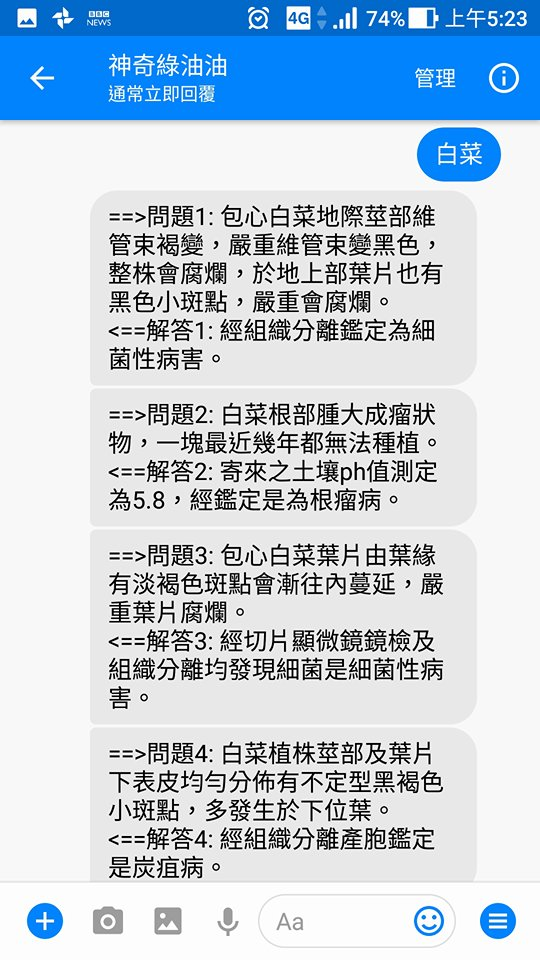 BBC
NEWS
4G
74%
上午5:23
神奇綠油油
通常立即回覆
管理
白菜
==>問題1: 包心白菜地際莖部維
管束褐變，嚴重維管束變黑色，
整株會腐爛，於地上部葉片也有
黑色小斑點，嚴重會腐爛。
<==解答1: 經組織分離鑑定為細
菌性病害。
==>問題2: 白菜根部腫大成瘤狀
物，一塊最近幾年都無法種植。
<==解答2: 寄來之土壤ph值測定
為5.8，經鑑定是為根瘤病。
==>問題3: 包心白菜葉片由葉緣
有淡褐色斑點會漸往內蔓延，嚴
重葉片腐爛。
<==解答3: 經切片顯微鏡鏡檢及
組織分離均發現細菌是細菌性病
害。
==>問題4: 白菜植株莖部及葉片
下表皮均勻分佈有不定型黑褐色
小斑點，多發生於下位葉。
<==解答4: 經組織分離產胞鑑定
是炭疽病。
Aa